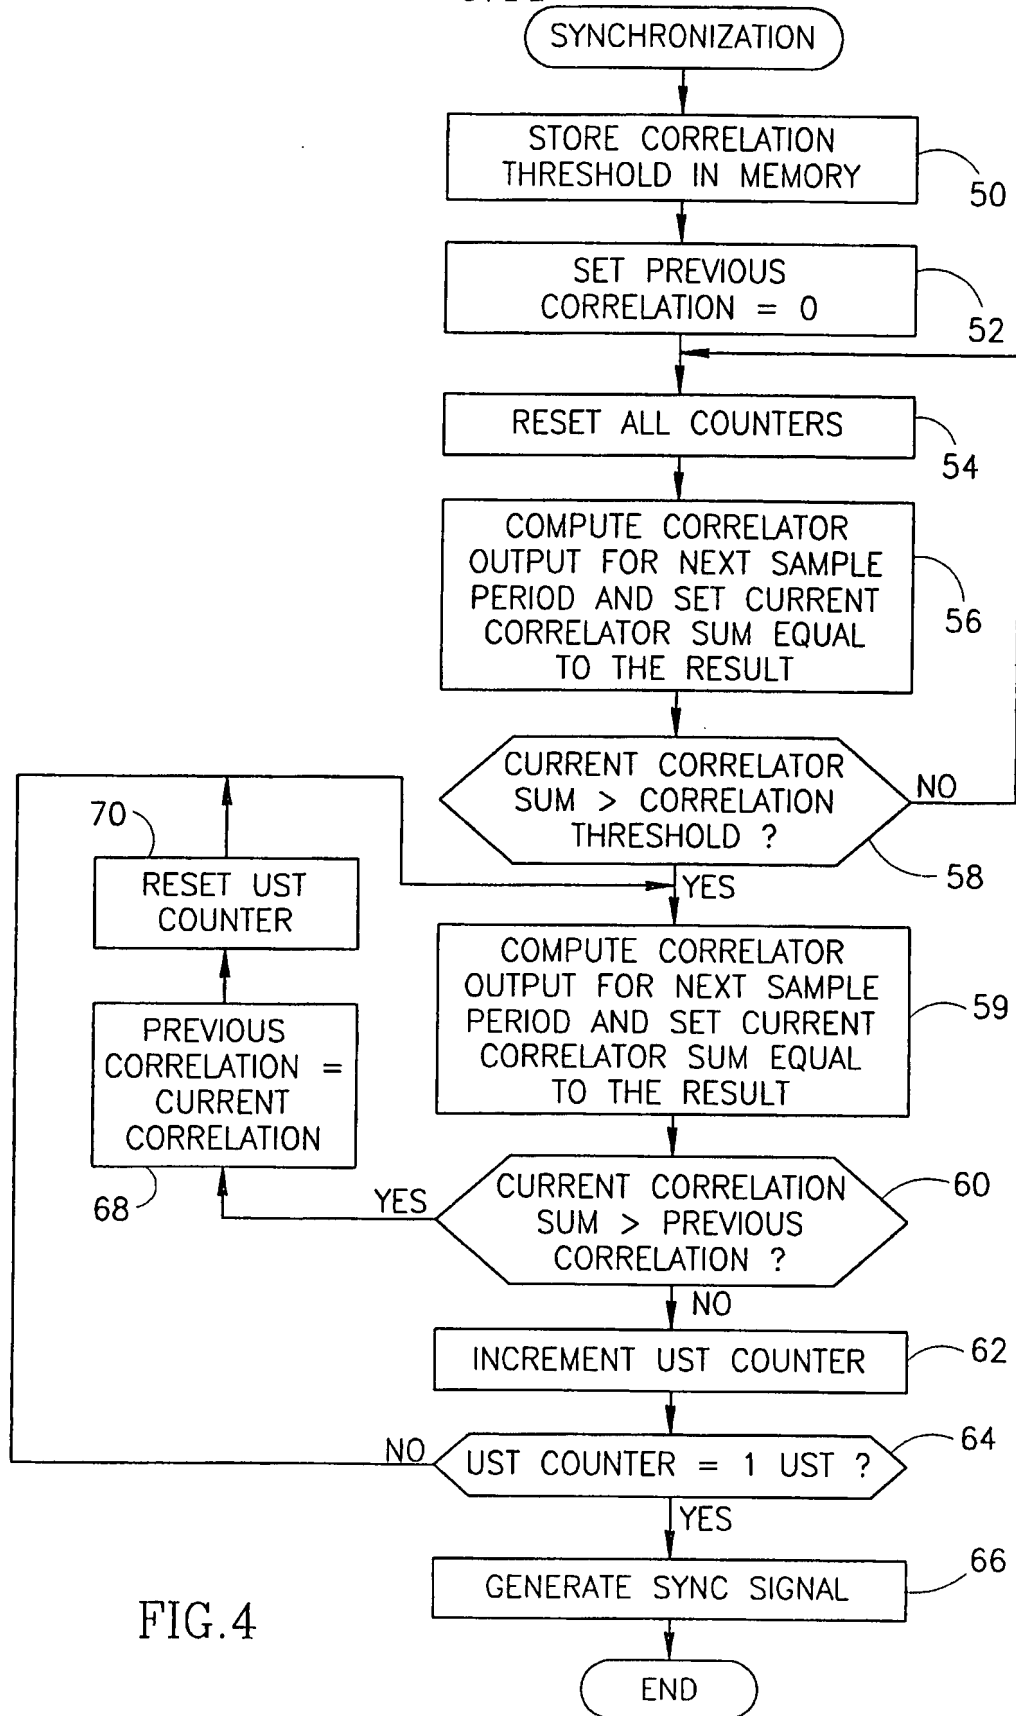 SYNCHRONIZATION
STORE CORRELATION
THRESHOLD IN MEMORY
50
SET PREVIOUS
CORRELATION = 0
52
RESET ALL COUNTERS
54
COMPUTE CORRELATOR
OUTPUT FOR NEXT SAMPLE
PERIOD AND SET CURRENT
CORRELATOR SUM EQUAL
TO THE RESULT
56
CURRENT CORRELATOR
SUM > CORRELATION
THRESHOLD ?
NO
58
YES
70
RESET UST
COUNTER
COMPUTE CORRELATOR
OUTPUT FOR NEXT SAMPLE
PERIOD AND SET CURRENT
CORRELATOR SUM EQUAL
TO THE RESULT
59
PREVIOUS
CORRELATION =
CURRENT
CORRELATION
68
YES
CURRENT CORRELATION
SUM > PREVIOUS
CORRELATION ?
60
NO
INCREMENT UST COUNTER
62
NO
UST COUNTER = 1 UST ?
64
YES
GENERATE SYNC SIGNAL
66
FIG.4
END